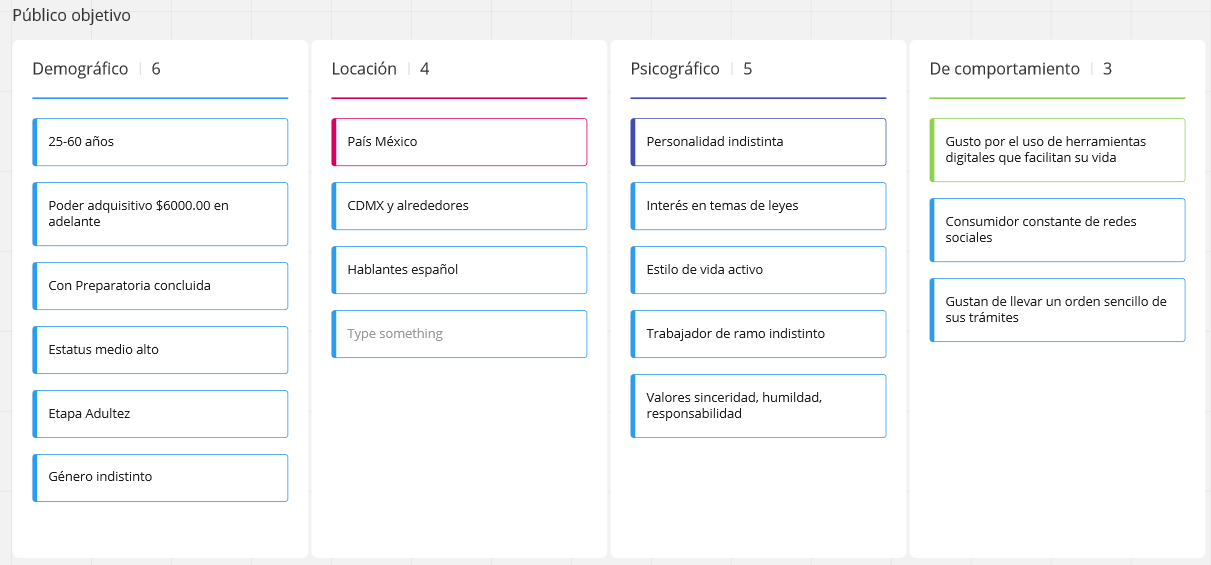 Público objetivo
Demográfico | 6
25-60 años
Poder adquisitivo $6000.00 en
adelante
Con Preparatoria concluida
Estatus medio alto
Etapa Adultez
Género indistinto
Locación | 4
País México
CDMX y alrededores
Hablantes español
Type something
Psicográfico | 5
Personalidad indistinta
Interés en temas de leyes
Estilo de vida activo
Trabajador de ramo indistinto
Valores sinceridad, humildad,
responsabilidad
De comportamiento | 3
Gusto por el uso de herramientas
digitales que facilitan su vida
Consumidor constante de redes
sociales
Gustan de llevar un orden sencillo de
sus trámites